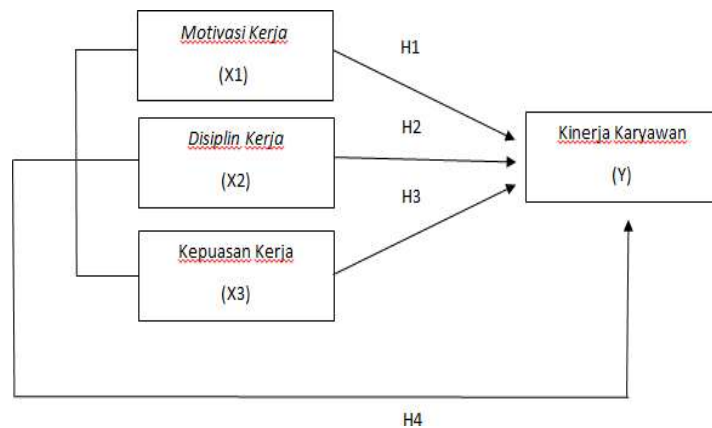 Motivasi Kerja
(X1)
H1
H2
Disiplin Kerja
(X2)
Kinerja Karyawan
(Y)
H3
Kepuasan Kerja
(X3)
H4